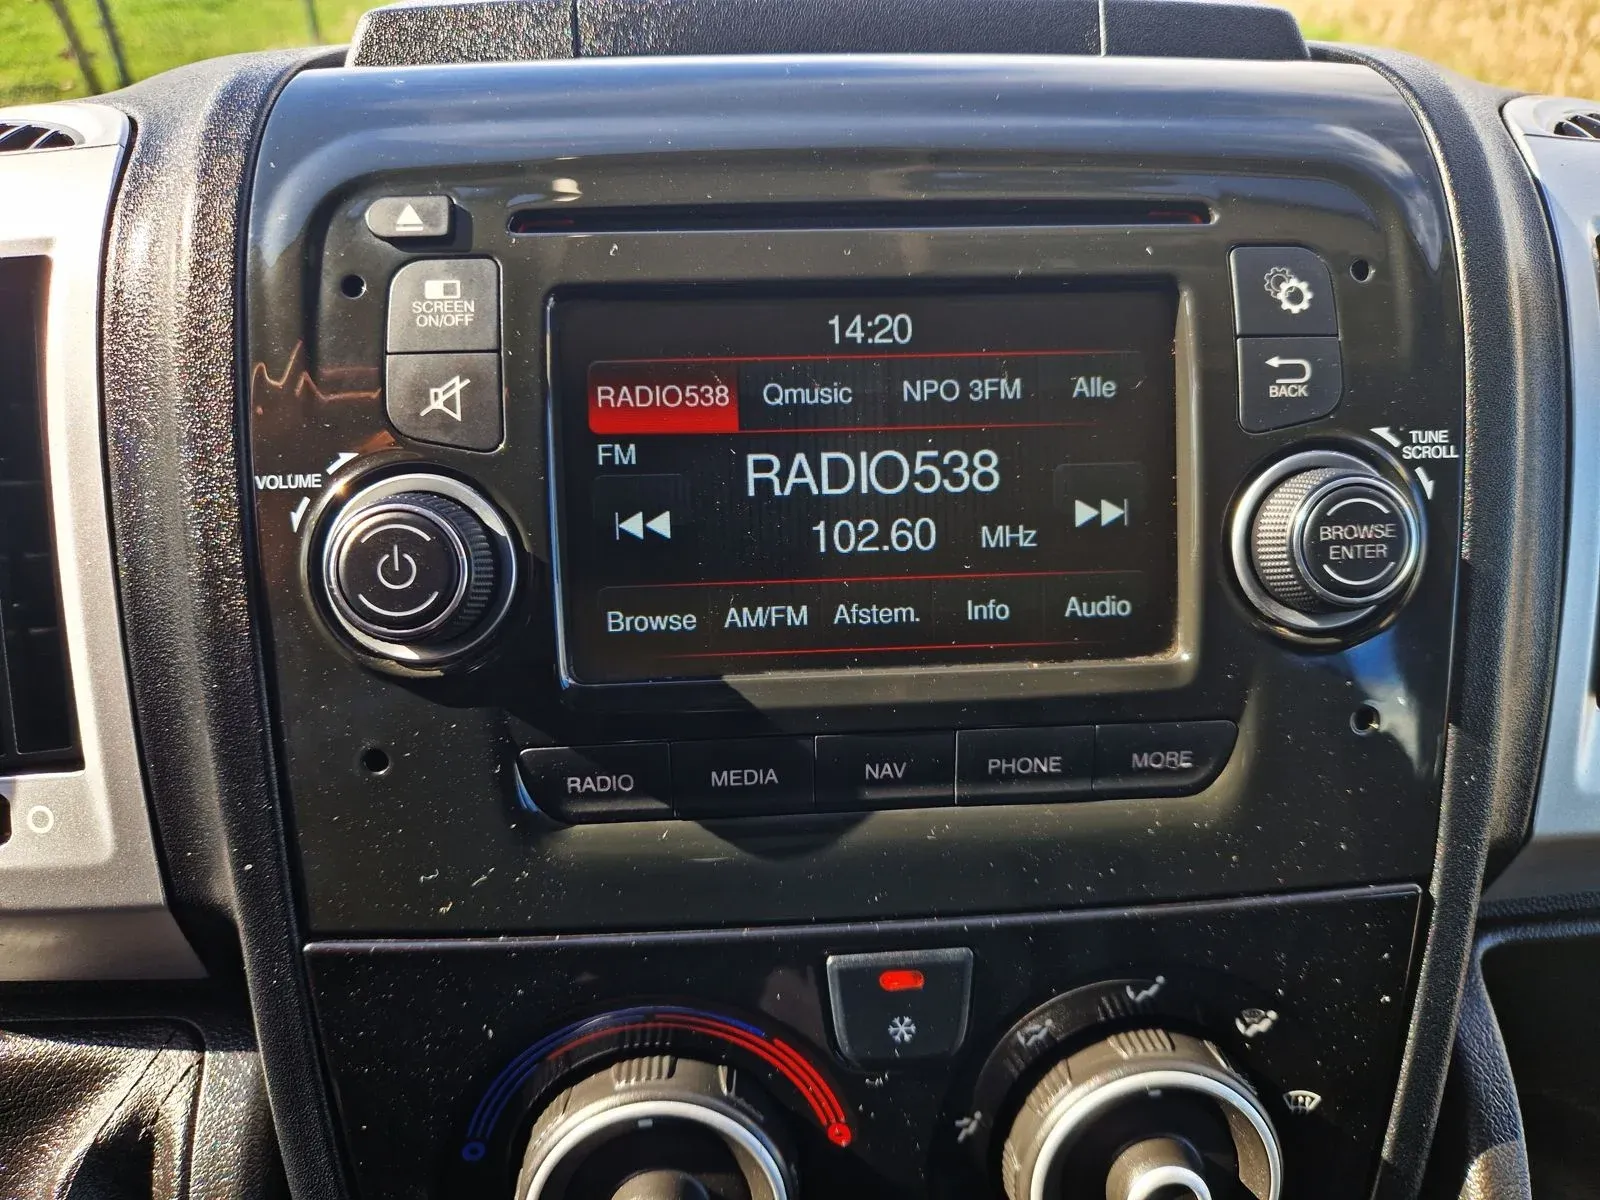 SCREEN
ON/OFF
VOLUME
14:20
RADIO538 Qmusic NPO 3FM Alle
FM
RADIO538
102.60 MHz
Browse AM/FM Afstem. Info Audio
BACK
TUNE
SCROLL
BROWSE
ENTER
RADIO MEDIA NAV PHONE MORE